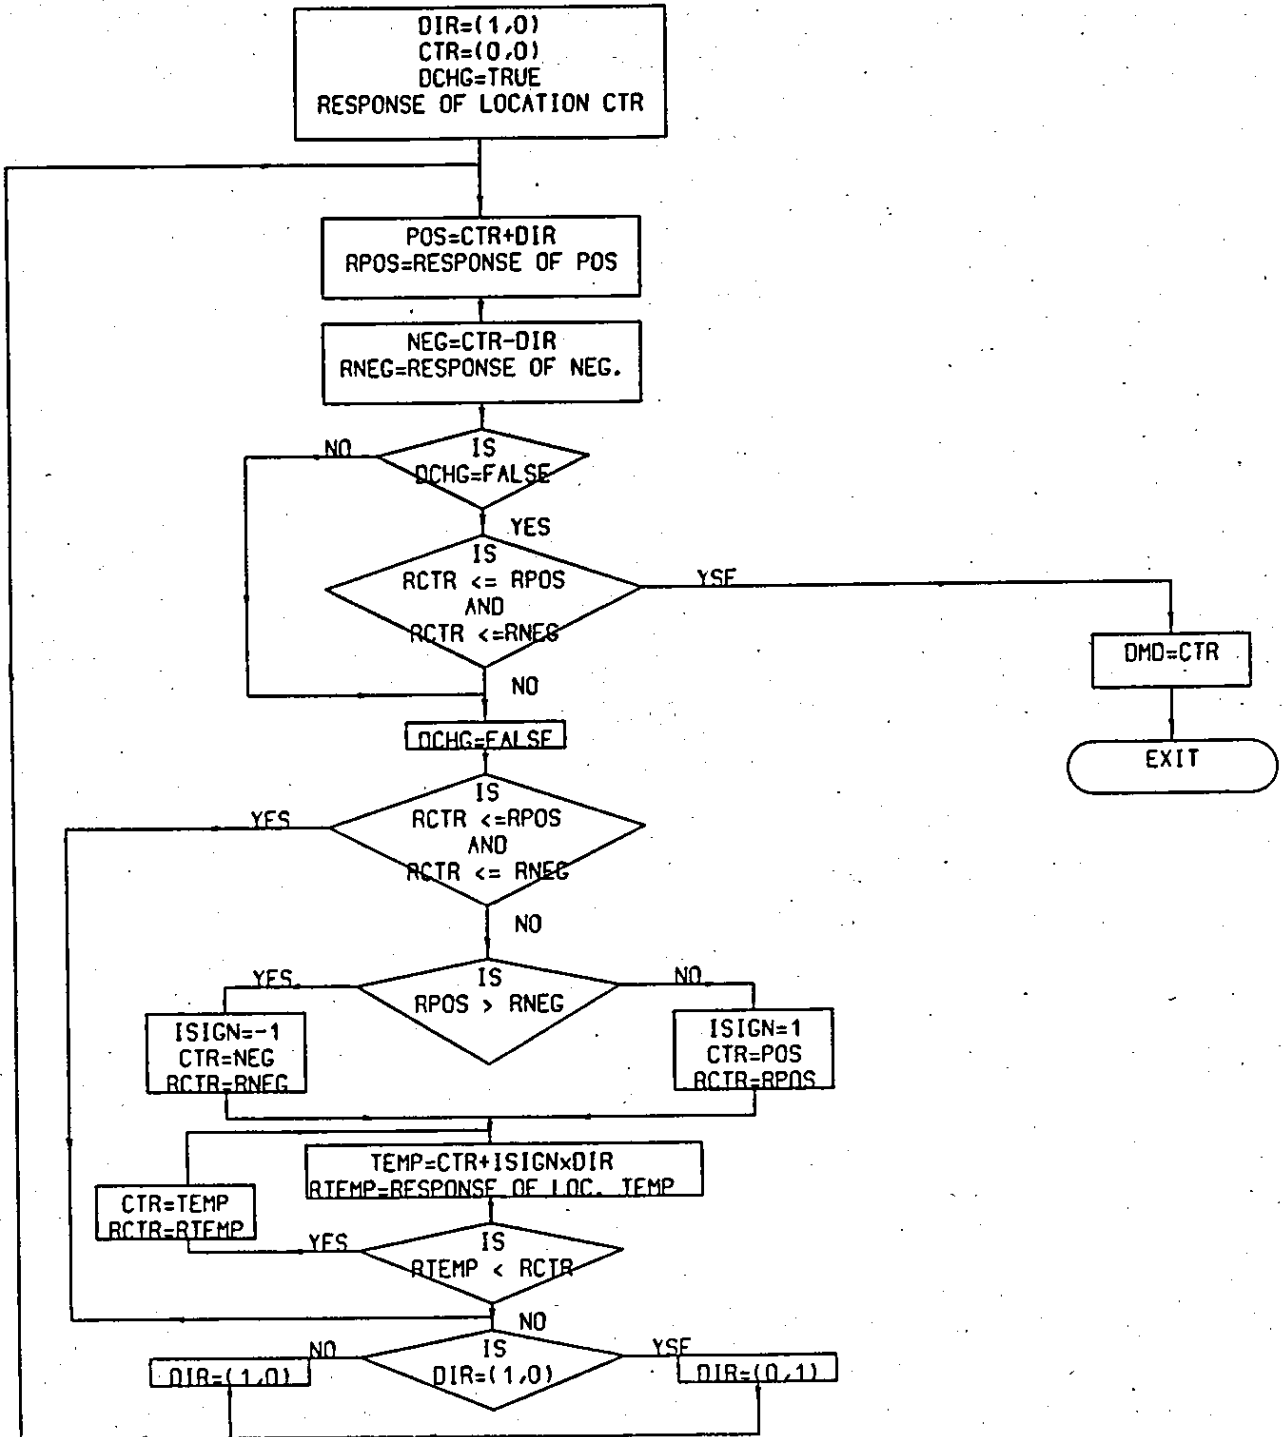 DIR=(1,0)
CTR=(0,0)
DCHG=TRUE
RESPONSE OF LOCATION CTR
POS=CTR+DIR
RPOS=RESPONSE OF POS
NEG=CTR-DIR
RNEG=RESPONSE OF NEG.
NO
IS
DCHG=FALSE
YES
IS
RCTR <= RPOS
AND
RCTR <=RNEG
YSE
DMD=CTR
NO
DCHG=FALSE
EXIT
YES
IS
RCTR <=RPOS
AND
RCTR <= RNEG
NO
YES
IS
RPOS > RNEG
NO
ISIGN=-1
CTR=NEG
RCTR=RNEG
ISIGN=1
CTR=POS
RCTR=RPOS
TEMP=CTR+ISIGN×DIR
RTEMP=RESPONSE OF LOC. TEMP
CTR=TEMP
RCTR=RTEMP
YES
IS
RTEMP < RCTR
NO
NO
IS
DIR=(1,0)
YSE
DIR=(1,0)
DIR=(0,1)